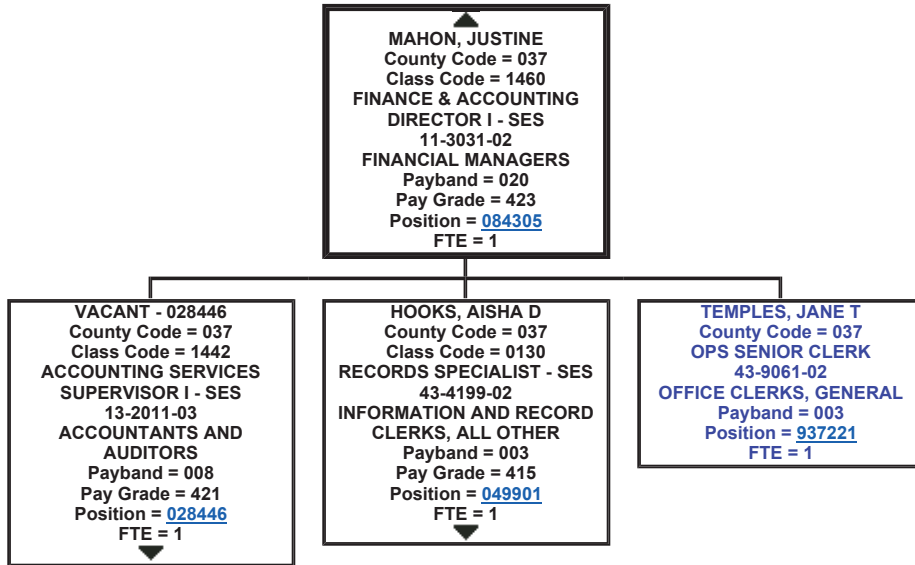 MAHON, JUSTINE
County Code = 037
Class Code = 1460
FINANCE & ACCOUNTING
DIRECTOR I - SES
11-3031-02
FINANCIAL MANAGERS
Payband = 020
Pay Grade = 423
Position = 084305
FTE = 1
VACANT - 028446
County Code = 037
Class Code = 1442
ACCOUNTING SERVICES
SUPERVISOR I - SES
13-2011-03
ACCOUNTANTS AND
AUDITORS
Payband = 008
Pay Grade = 421
Position = 028446
FTE = 1
HOOKS, AISHA D
County Code = 037
Class Code = 0130
RECORDS SPECIALIST - SES
43-4199-02
INFORMATION AND RECORD
CLERKS, ALL OTHER
Payband = 003
Pay Grade = 415
Position = 049901
FTE = 1
TEMPLES, JANE T
County Code = 037
OPS SENIOR CLERK
43-9061-02
OFFICE CLERKS, GENERAL
Payband = 003
Position = 937221
FTE = 1